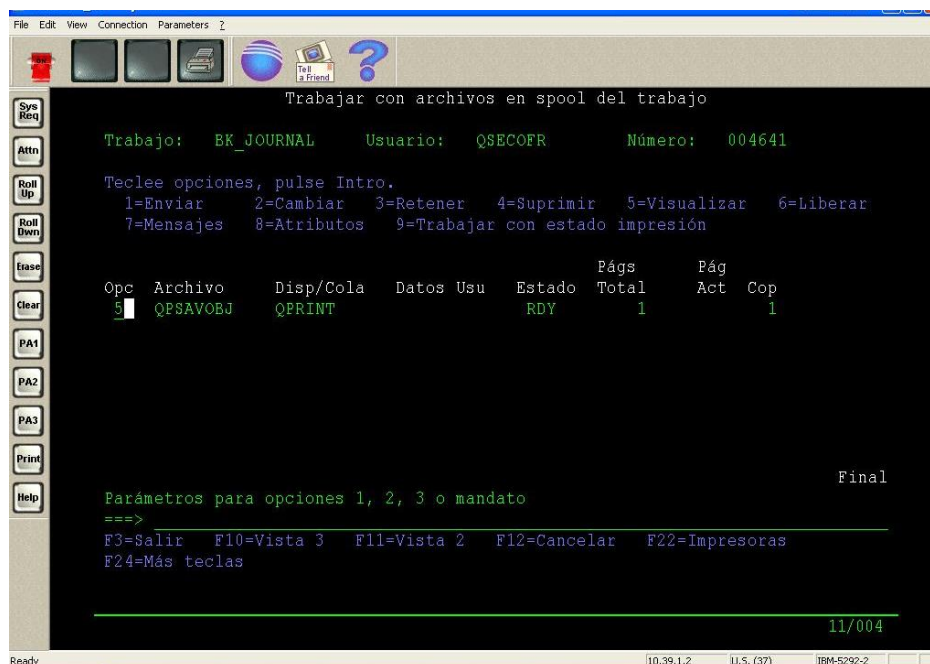 File Edit View Connection Parameters ?
Tell
a Friend
Sys
Req
Attn
Roll
Up
Roll
Dwn
Erase
Clear
PA1
PA2
PA3
Print
Help
Trabajar con archivos en spool del trabajo
Trabajo: BK_JOURNAL Usuario: QSECOFR Número: 004641
Teclee opciones, pulse Intro.
1=Enviar 2=Cambiar 3=Retener 4=Suprimir 5=Visualizar 6=Liberar
7=Mensajes 8=Atributos 9=Trabajar con estado impresión
Págs Pág
Opc Archivo Disp/Cola Datos Usu Estado Total Act Cop
5 QPSAVOBJ QPRINT RDY 1 1
Final
Parámetros para opciones 1, 2, 3 o mandato
===>
F3=Salir F10=Vista 3 F11=Vista 2 F12=Cancelar F22=Impresoras
F24=Más teclas
11/004
Ready 10.39.1.2 U.S. (37) IBM-5292-2